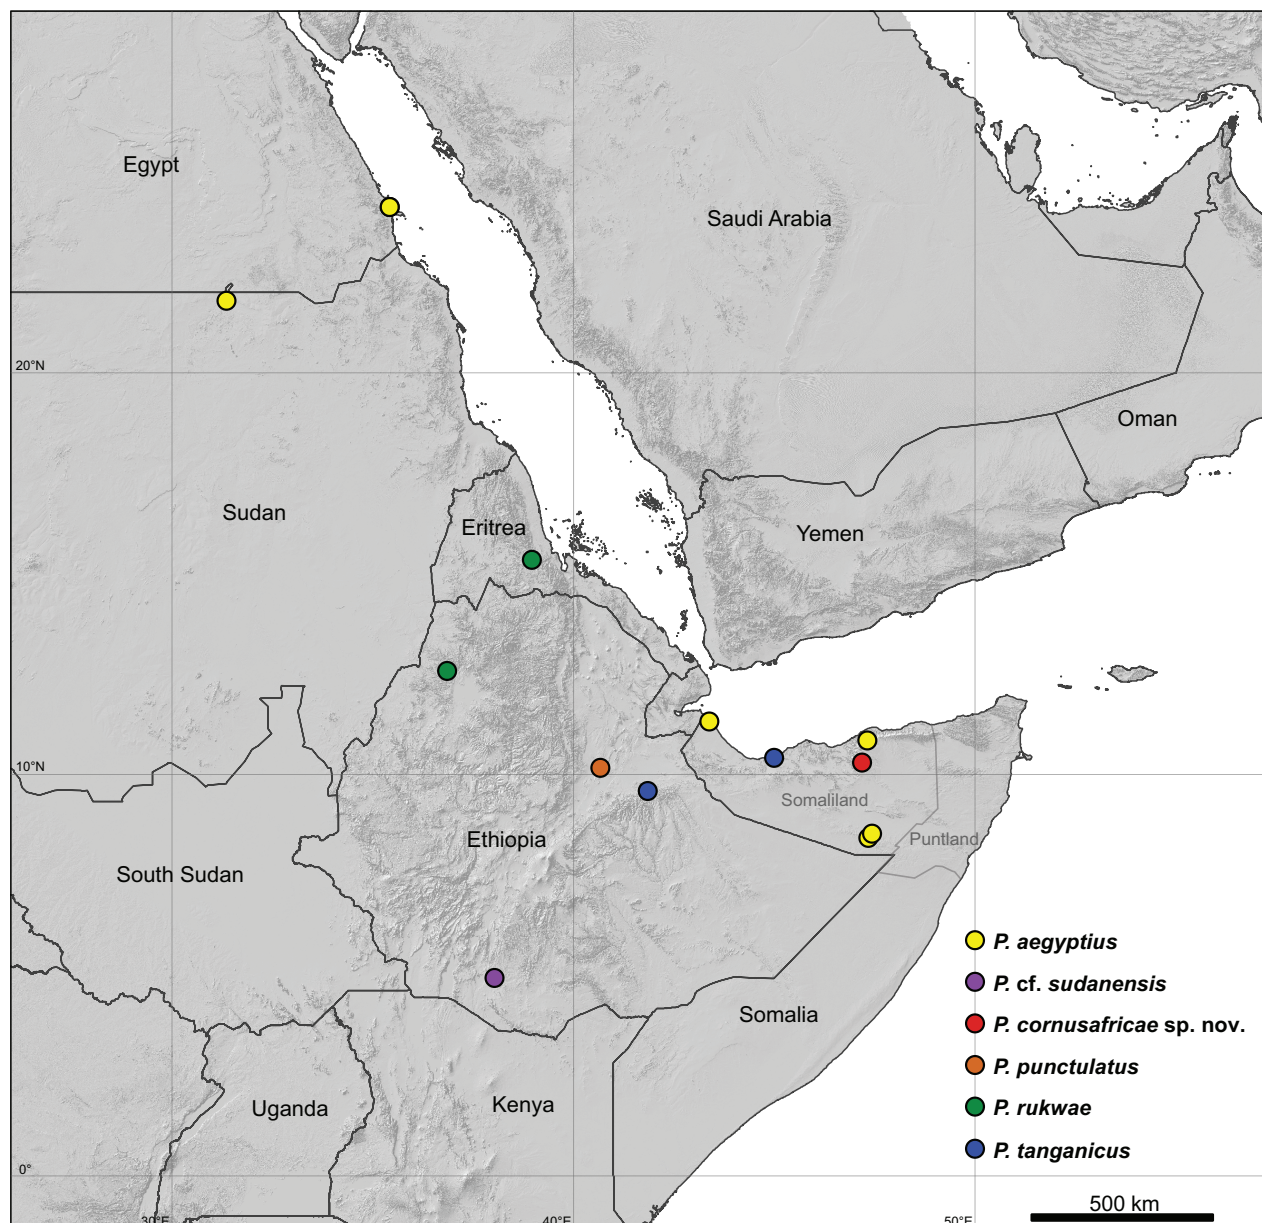 Egypt
Saudi Arabia
20°N
Oman
Sudan
Eritrea
Yemen
10°N
Somaliland
Ethiopia
Puntland
South Sudan
P. aegyptius
P. cf. sudanensis
Somalia
P. cornusafricae sp. nov.
P. punctulatus
Uganda
Kenya
P. rukwae
P. tanganicus
0°
500 km
30°E
40°E
50°E